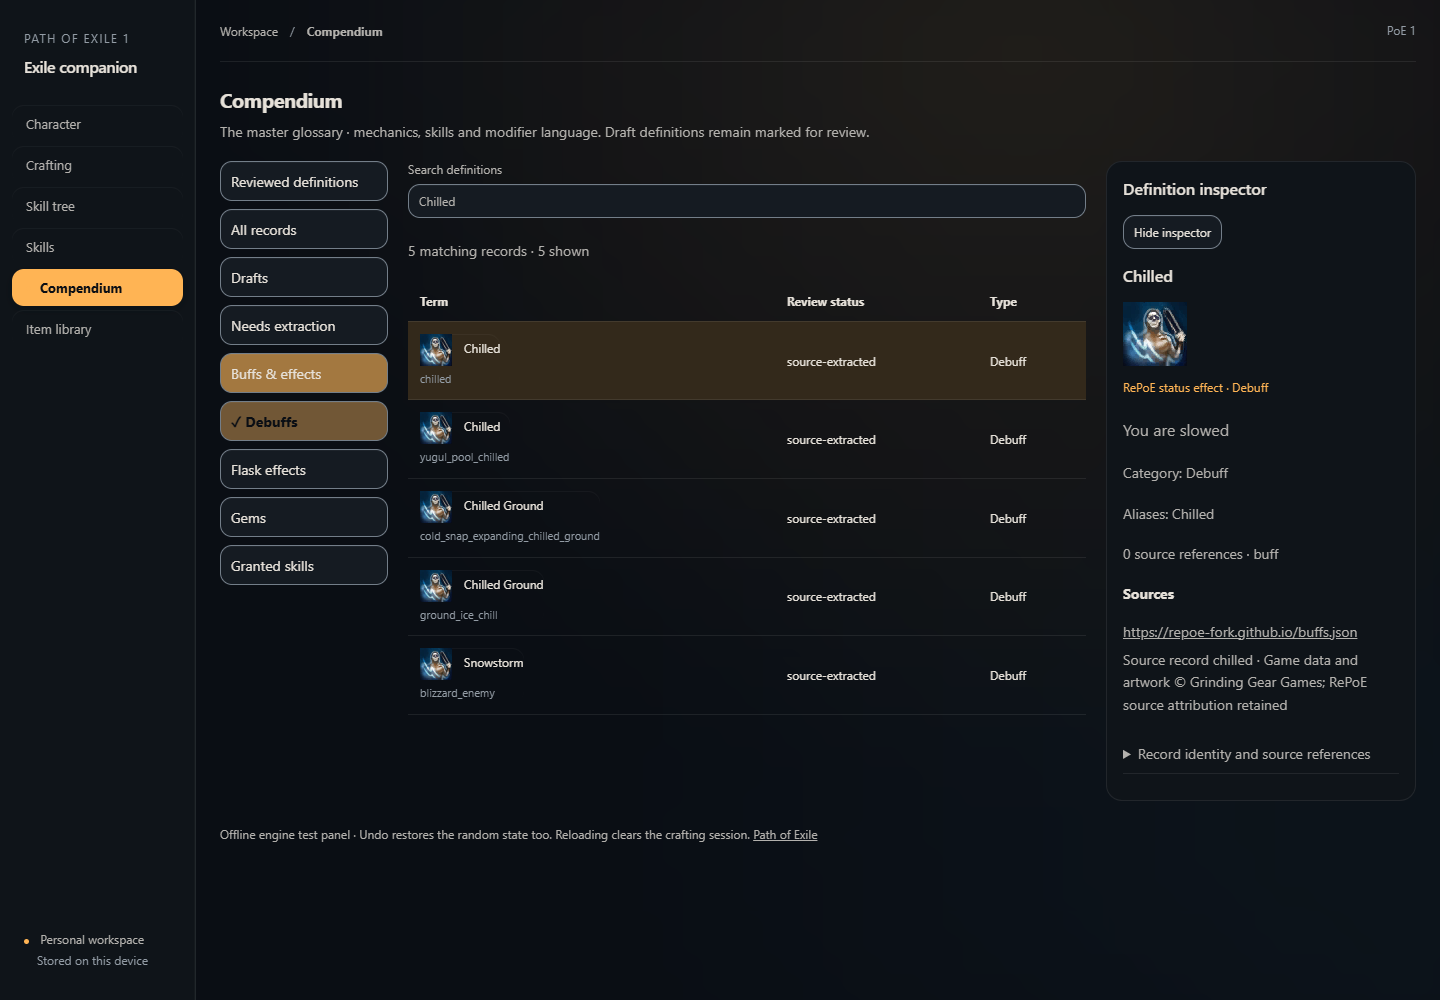 PATH OF EXILE 1
Exile companion
Character
Crafting
Skill tree
Skills
Compendium
Item library
Personal workspace
Stored on this device
Workspace / Compendium
PoE 1
Compendium
The master glossary · mechanics, skills and modifier language. Draft definitions remain marked for review.
Reviewed definitions
All records
Drafts
Needs extraction
Buffs & effects
✓ Debuffs
Flask effects
Gems
Granted skills
Search definitions
Chilled
5 matching records · 5 shown
Term Review status Type
Chilled
chilled
source-extracted Debuff
Chilled
yugul_pool_chilled
source-extracted Debuff
Chilled Ground
cold_snap_expanding_chilled_ground
source-extracted Debuff
Chilled Ground
ground_ice_chill
source-extracted Debuff
Snowstorm
blizzard_enemy
source-extracted Debuff
Definition inspector
Hide inspector
Chilled
RePoE status effect · Debuff
You are slowed
Category: Debuff
Aliases: Chilled
0 source references · buff
Sources
https://repoe-fork.github.io/buffs.json
Source record chilled · Game data and
artwork © Grinding Gear Games; RePoE
source attribution retained
▶ Record identity and source references
Offline engine test panel · Undo restores the random state too. Reloading clears the crafting session. Path of Exile